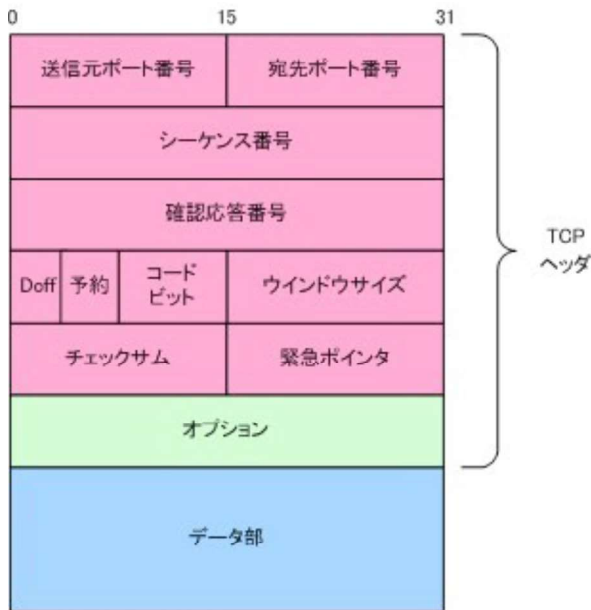 0 15 31
送信元ポート番号 宛先ポート番号
シーケンス番号
確認応答番号
Doff 予約 コード
ビット ウインドウサイズ
チェックサム 緊急ポインタ
オプション
データ部
TCP
ヘッダ